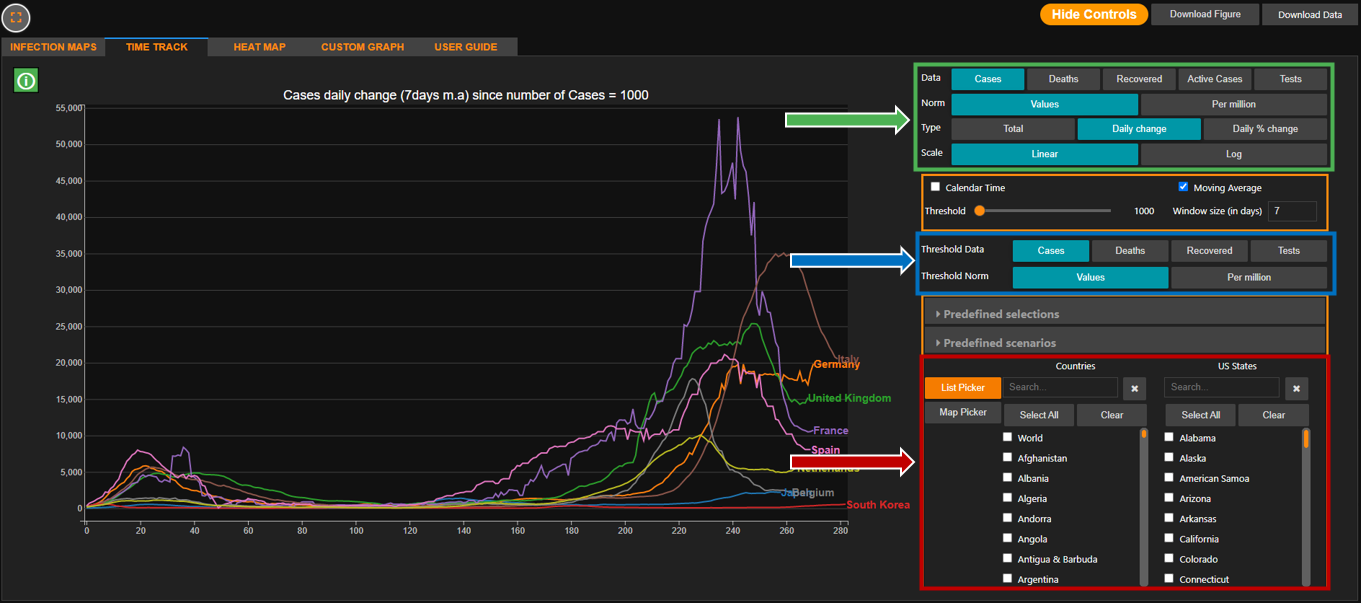 Hide Controls Download Figure Download Data
INFECTION MAPS TIME TRACK HEAT MAP CUSTOM GRAPH USER GUIDE
Cases daily change (7days m.a) since number of Cases = 1000
55,000
50,000
45,000
40,000
35,000
30,000
25,000
20,000
15,000
10,000
5,000
0
0 20 40 60 80 100 120 140 160 180 200 220 240 260 280
Italy
Germany
United Kingdom
France
Spain
Netherlands
Belgium
South Korea
Data Cases Deaths Recovered Active Cases Tests
Norm Values Per million
Type Total Daily change Daily % change
Scale Linear Log
Calendar Time Moving Average
Threshold 1000 Window size (in days) 7
Threshold Data Cases Deaths Recovered Tests
Threshold Norm Values Per million
Predefined selections
Predefined scenarios
Countries US States
List Picker Search... Search...
Map Picker Select All Clear Select All Clear
World Alabama
Afghanistan Alaska
Albania American Samoa
Algeria Arizona
Andorra Arkansas
Angola California
Antigua & Barbuda Colorado
Argentina Connecticut